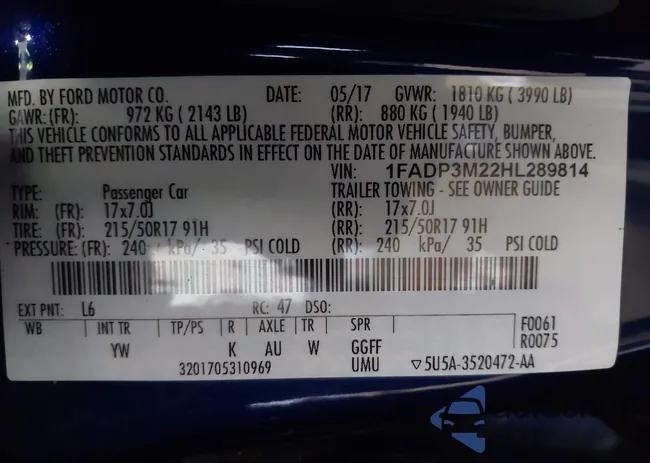 MFD. BY FORD MOTOR CO. DATE: 05/17 GVWR: 1810 KG ( 3990 LB)
GAWR: (FR): 972 KG ( 2143 LB) (RR): 880 KG ( 1940 LB)
THIS VEHICLE CONFORMS TO ALL APPLICABLE FEDERAL MOTOR VEHICLE SAFETY, BUMPER,
AND THEFT PREVENTION STANDARDS IN EFFECT ON THE DATE OF MANUFACTURE SHOWN ABOVE.
VIN: 1FADP3M22HL289814
TYPE: Passenger Car TRAILER TOWING - SEE OWNER GUIDE
RIM: (FR): 17x7.0J (RR): 17x7.0J
TIRE: (FR): 215/50R17 91H (RR): 215/50R17 91H
PRESSURE: (FR): 240 kPa/ 35 PSI COLD (RR): 240 kPa/ 35 PSI COLD
EXT PNT: L6 RC: 47 DSO:
WB INT TR TP/PS R AXLE TR SPR F0061
YW K AU W GGFF R0075
3201705310969 UMU ▽5U5A-3520472-AA